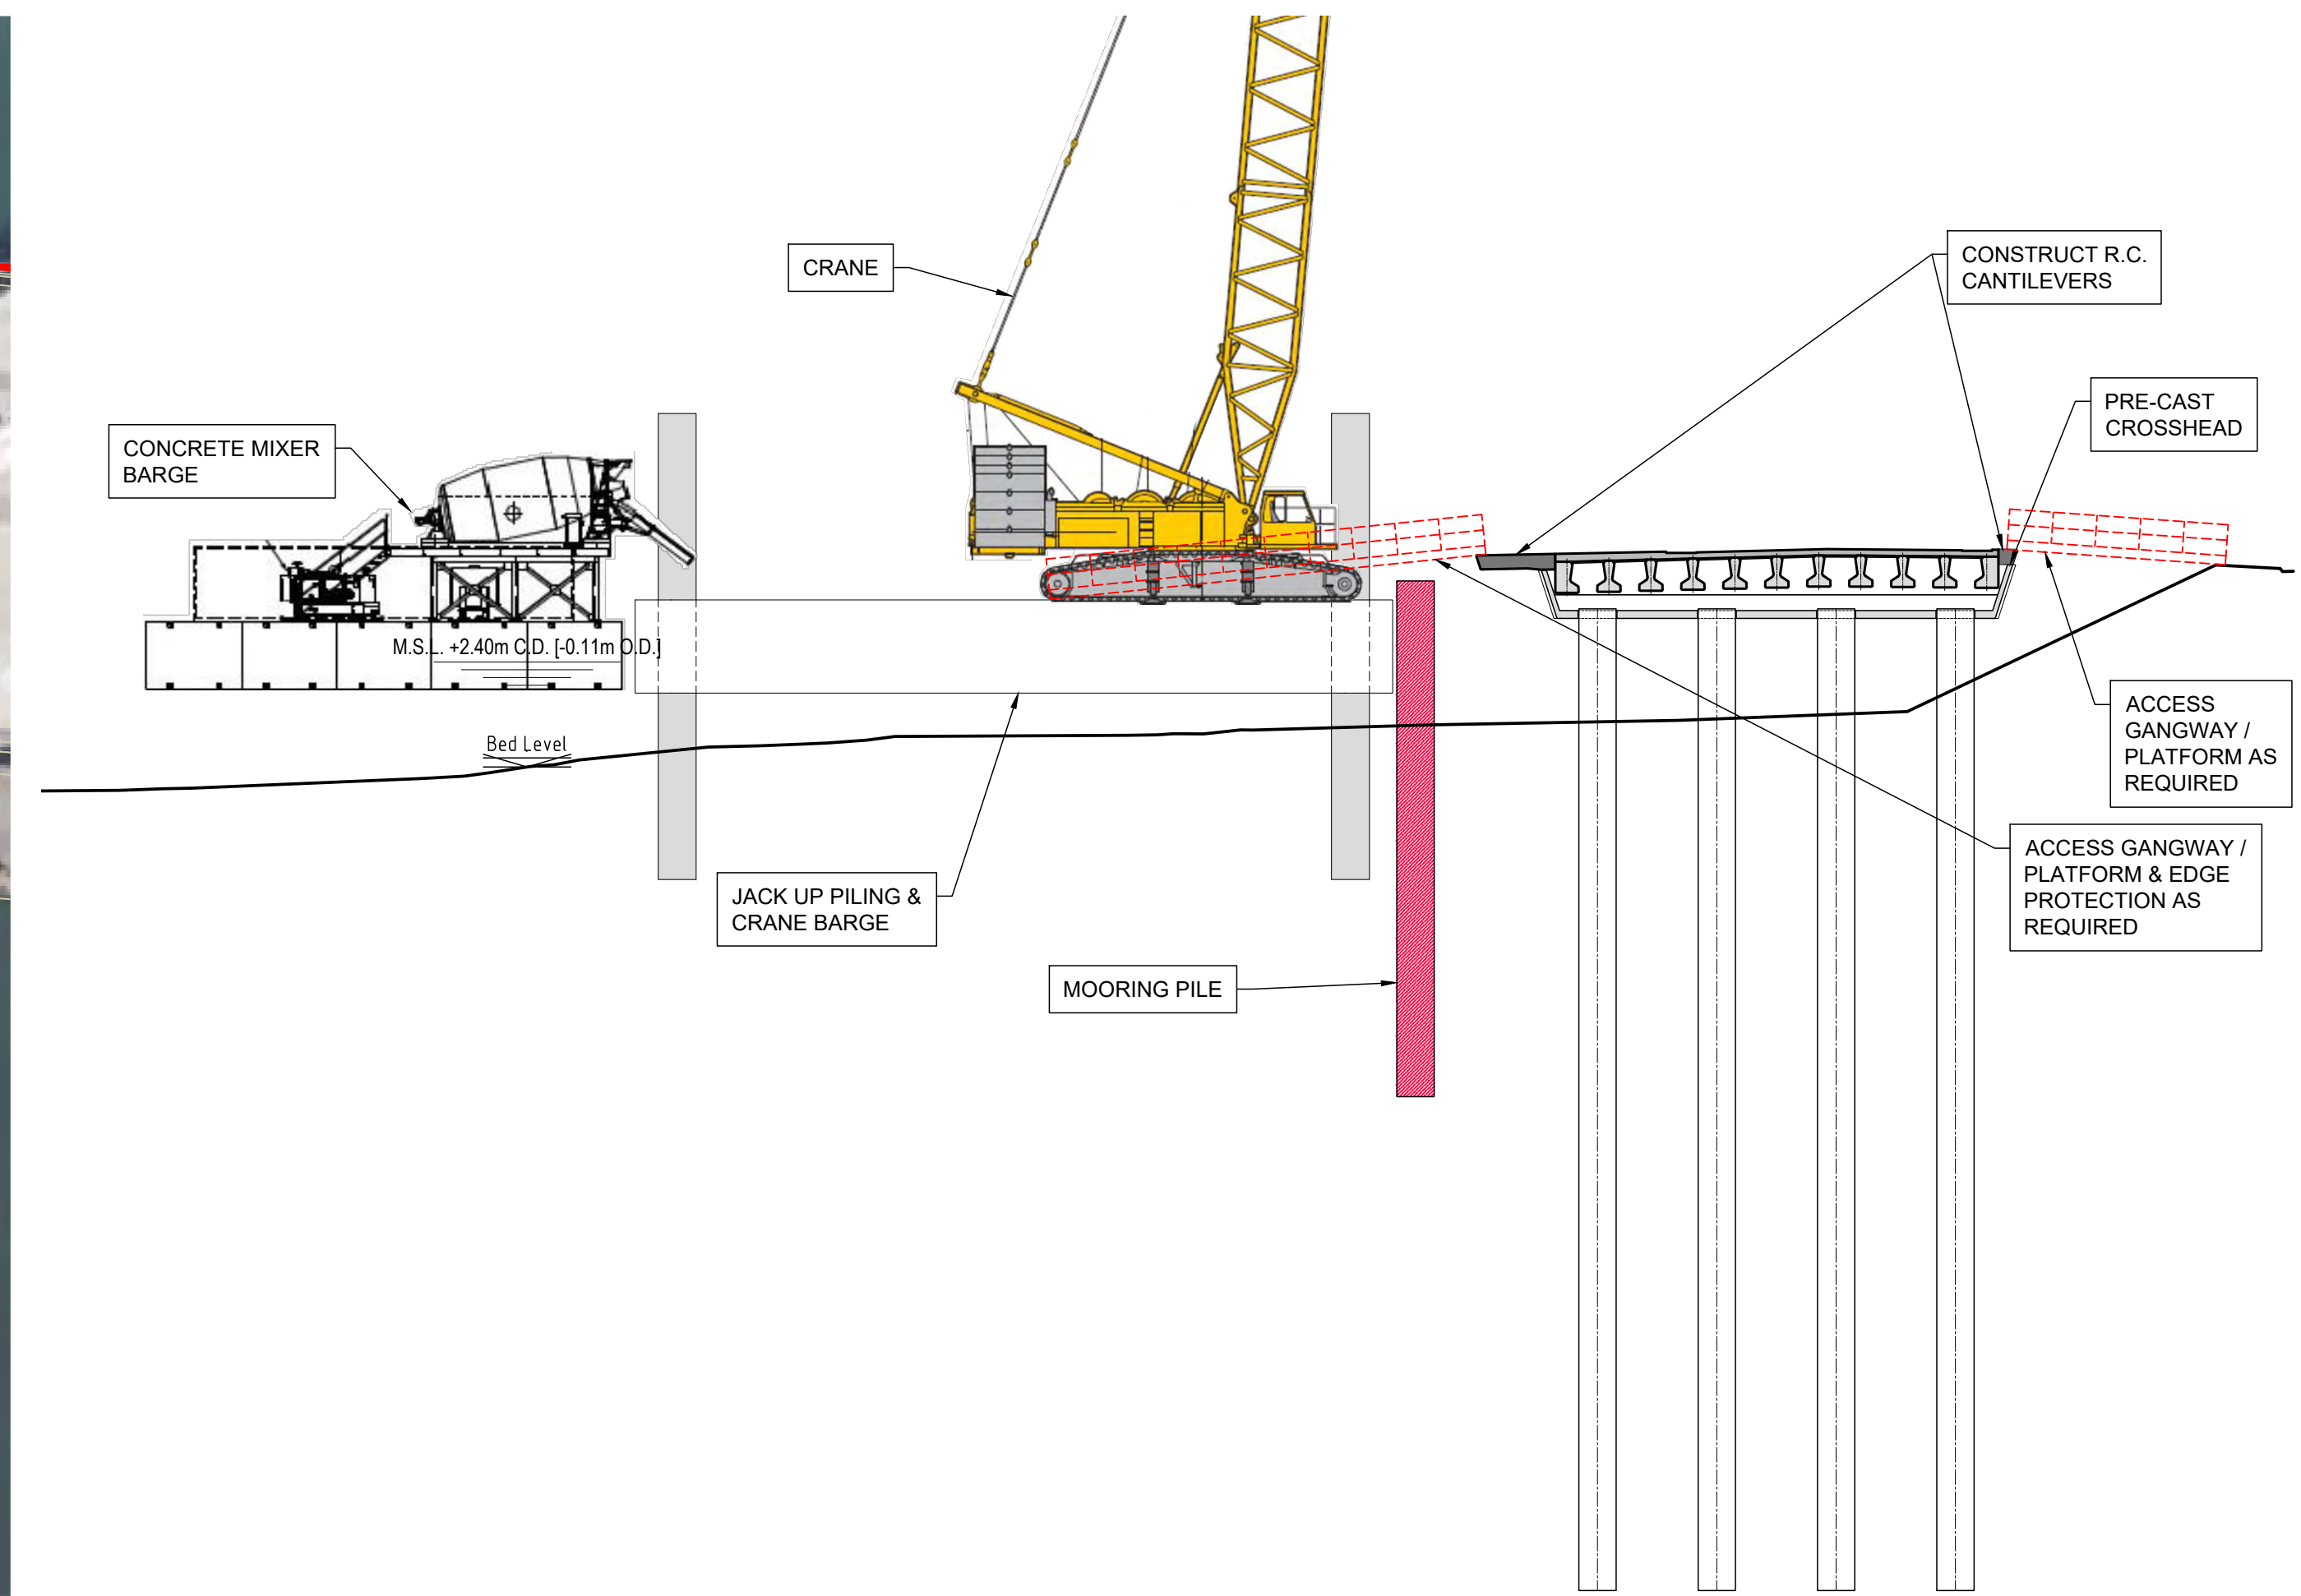 CRANE
CONSTRUCT R.C.
CANTILEVERS
PRE-CAST
CROSSHEAD
CONCRETE MIXER
BARGE
M.S.L. +2.40m C.D. [-0.11m O.D.]
Bed Level
ACCESS
GANGWAY /
PLATFORM AS
REQUIRED
ACCESS GANGWAY /
PLATFORM & EDGE
PROTECTION AS
REQUIRED
JACK UP PILING &
CRANE BARGE
MOORING PILE